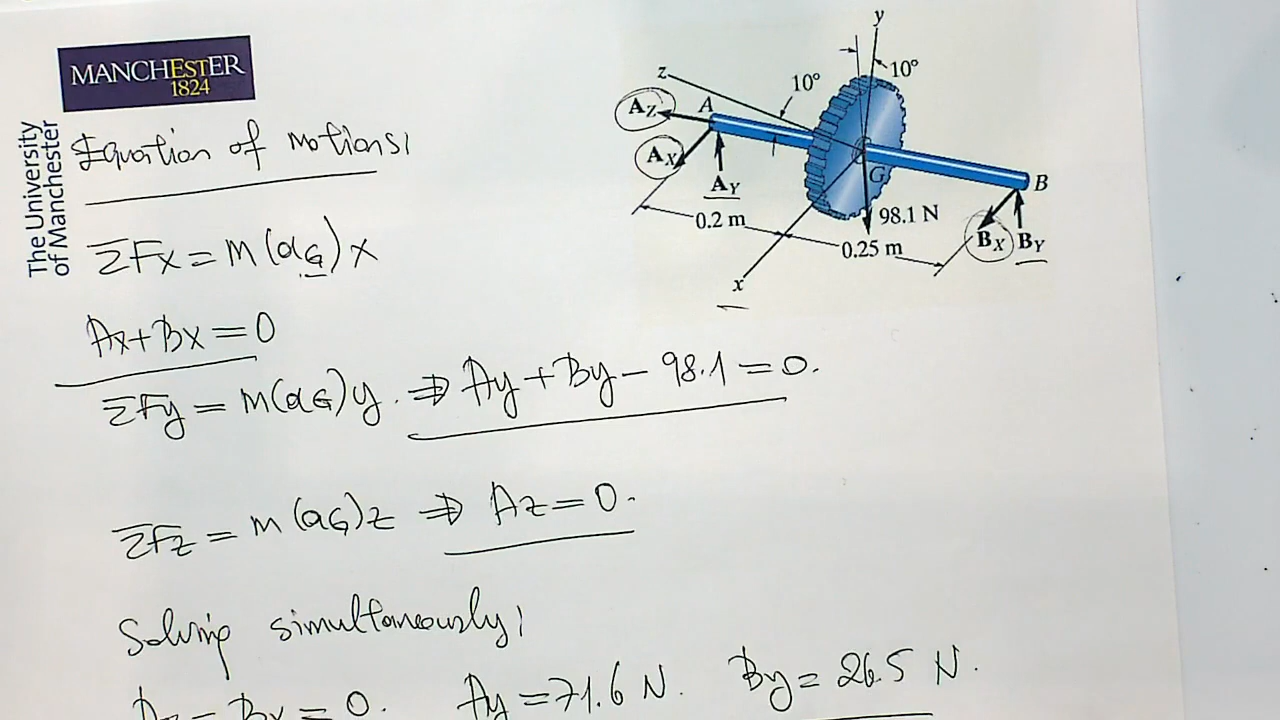 MANCHESTER
1824
The University
of Manchester
Equation of Motions;
ΣFx = m(aG)x
Ax + Bx = 0
ΣFy = m(aG)y. ⇒ Ay + By - 98.1 = 0.
ΣFz = m(aG)z ⇒ Az = 0.
Solving simultaneously;
= Bx = 0. Ay = 71.6 N. By = 26.5 N.
y
10°
z
10°
AZ
A
AX
AY
G
B
0.2 m
98.1 N
BX
BY
0.25 m
x